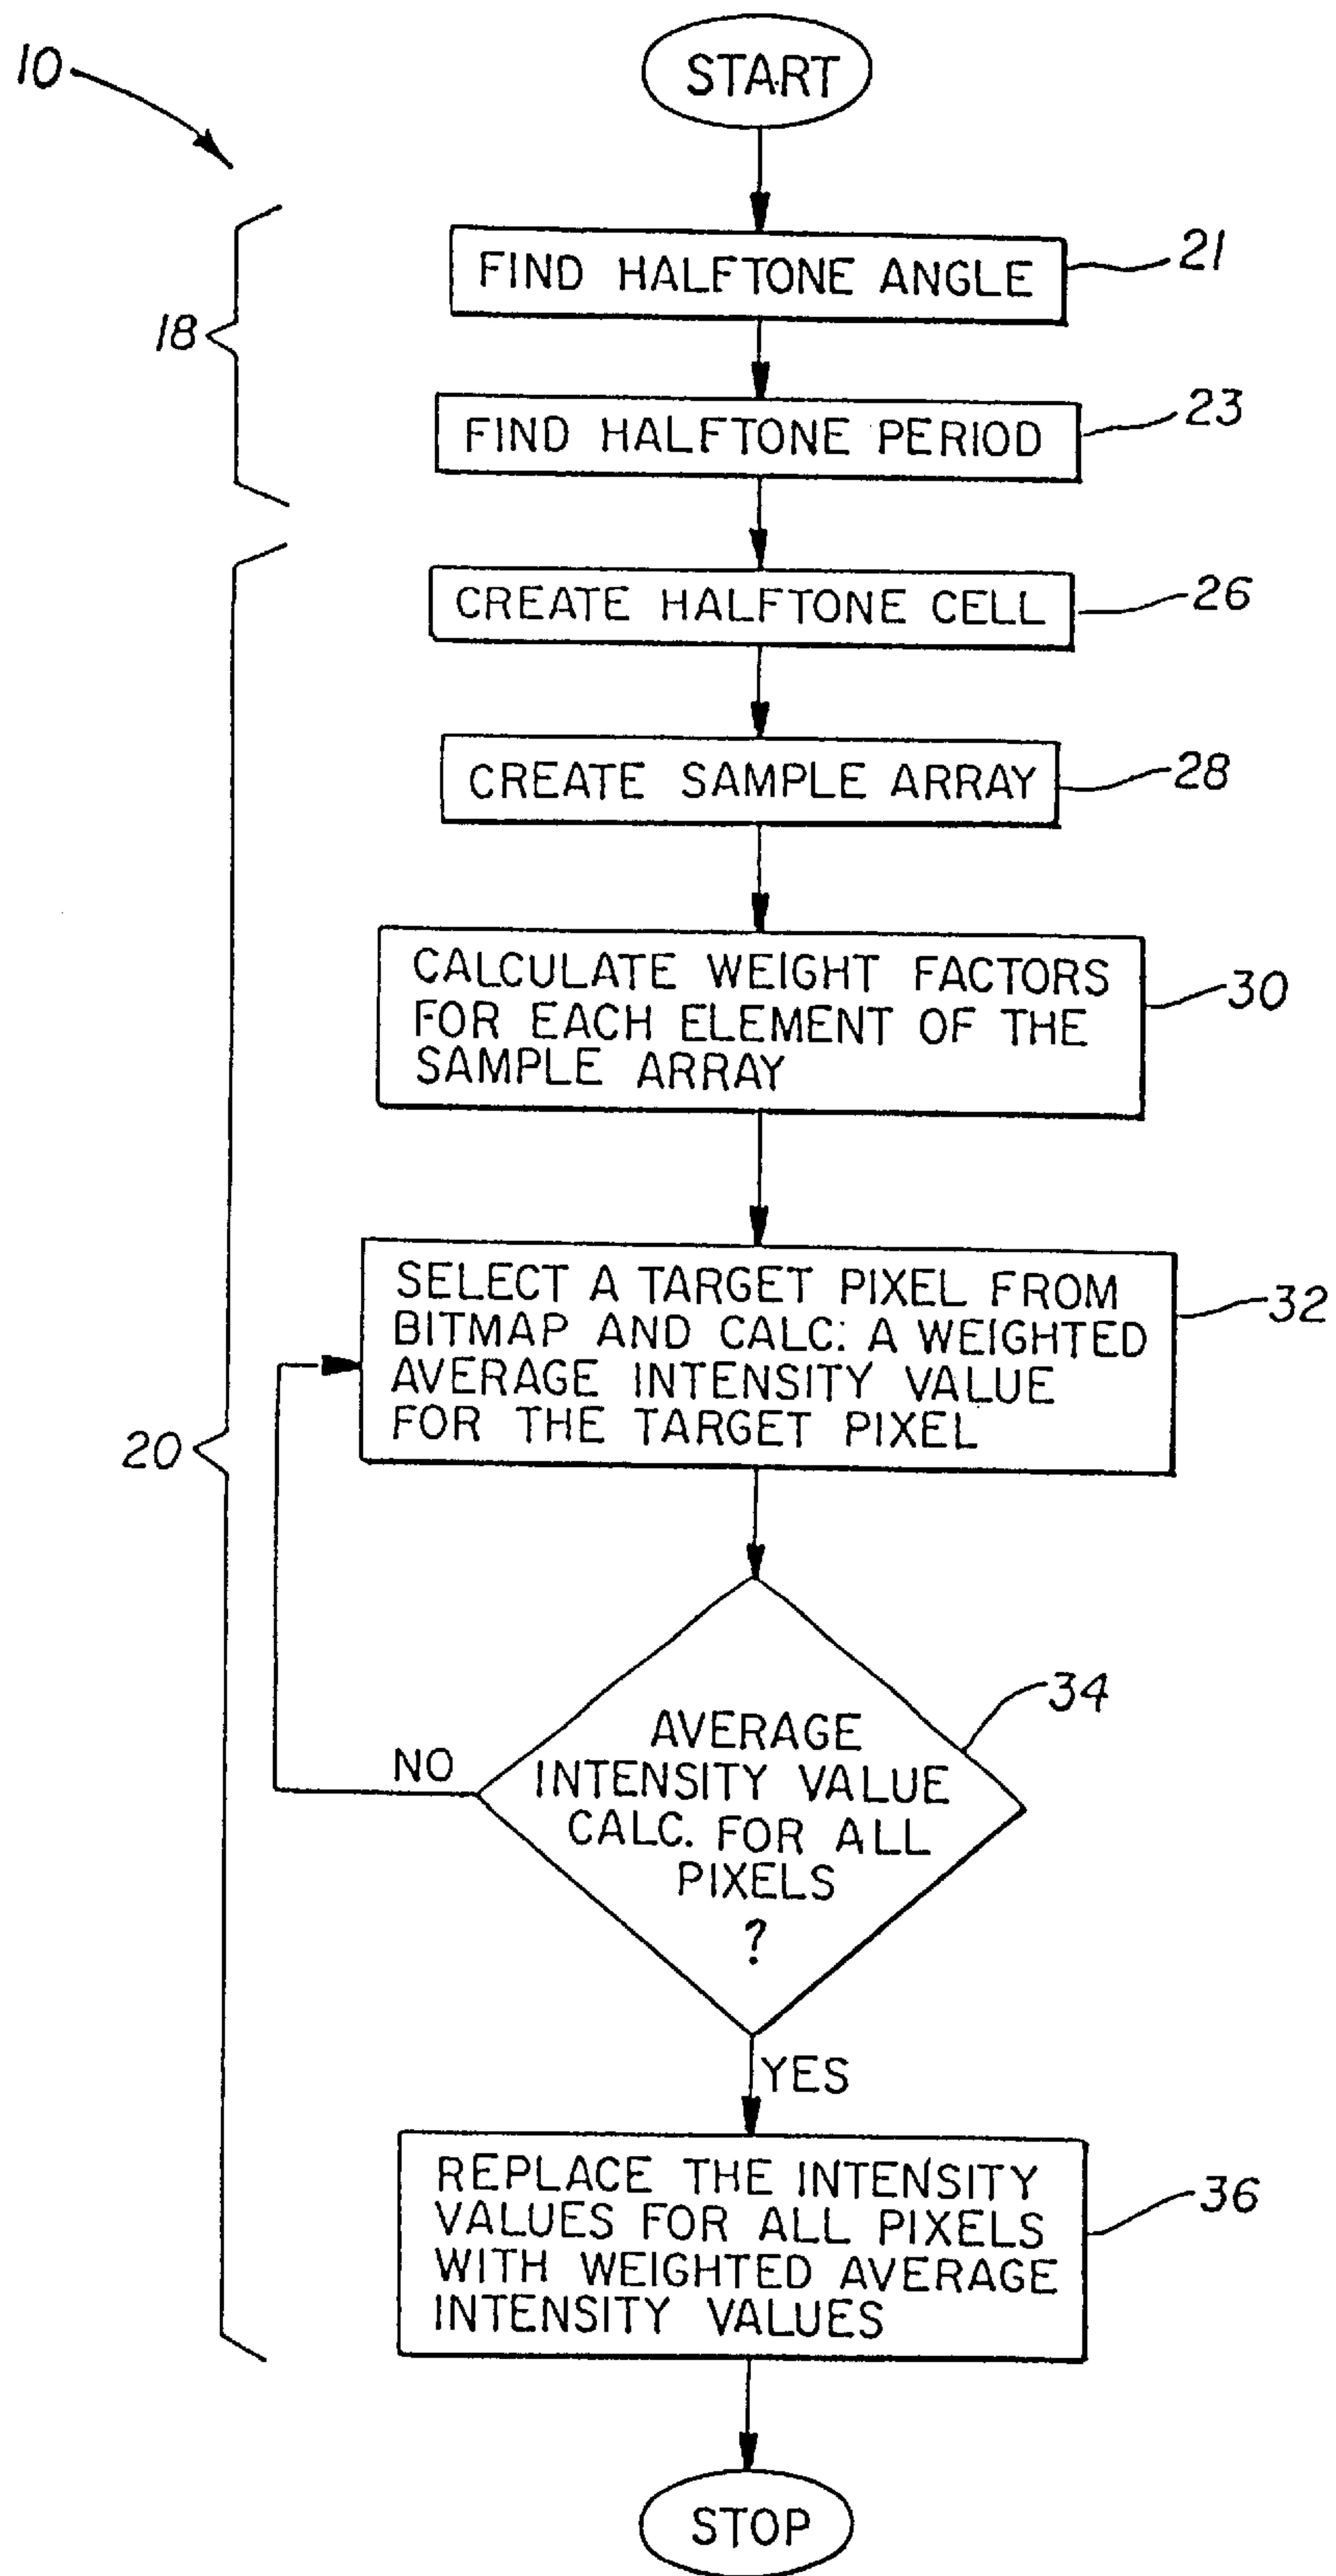 10
START
FIND HALFTONE ANGLE
21
18
FIND HALFTONE PERIOD
23
CREATE HALFTONE CELL
26
CREATE SAMPLE ARRAY
28
CALCULATE WEIGHT FACTORS
FOR EACH ELEMENT OF THE
SAMPLE ARRAY
30
SELECT A TARGET PIXEL FROM
BITMAP AND CALC. A WEIGHTED
AVERAGE INTENSITY VALUE
FOR THE TARGET PIXEL
32
20
AVERAGE
INTENSITY VALUE
CALC. FOR ALL
PIXELS
?
34
NO
YES
REPLACE THE INTENSITY
VALUES FOR ALL PIXELS
WITH WEIGHTED AVERAGE
INTENSITY VALUES
36
STOP